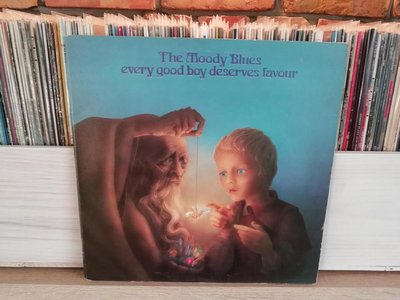 The Moody Blues
every good boy deserves favour